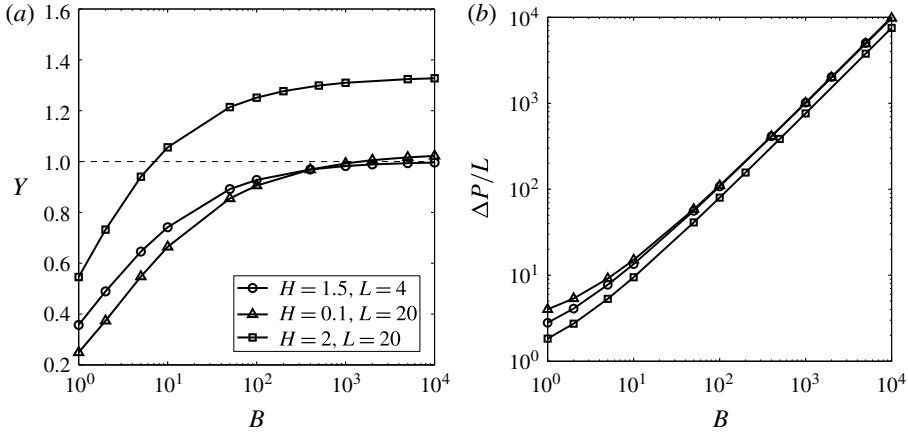 (a)
1.6
1.4
1.2
1.0
0.8
0.6
0.4
0.2
Y
H = 1.5, L = 4
H = 0.1, L = 20
H = 2, L = 20
10^0
10^1
10^2
10^3
10^4
B
(b)
10^4
10^3
10^2
10^1
10^0
ΔP/L
10^0
10^1
10^2
10^3
10^4
B